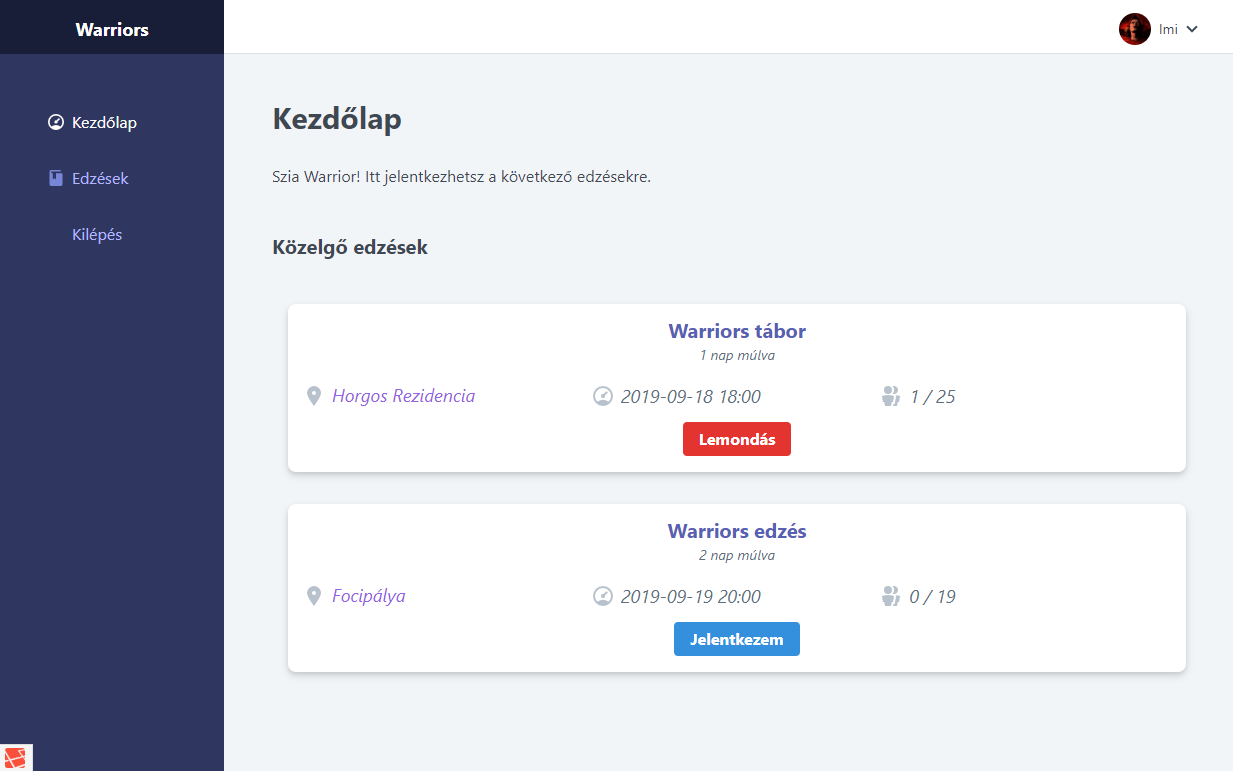 Warriors
Imi
Kezdőlap
Edzések
Kilépés
Kezdőlap
Szia Warrior! Itt jelentkezhetsz a következő edzésekre.
Közelgő edzések
Warriors tábor
1 nap múlva
Horgos Rezidencia
2019-09-18 18:00
1 / 25
Lemondás
Warriors edzés
2 nap múlva
Focipálya
2019-09-19 20:00
0 / 19
Jelentkezem